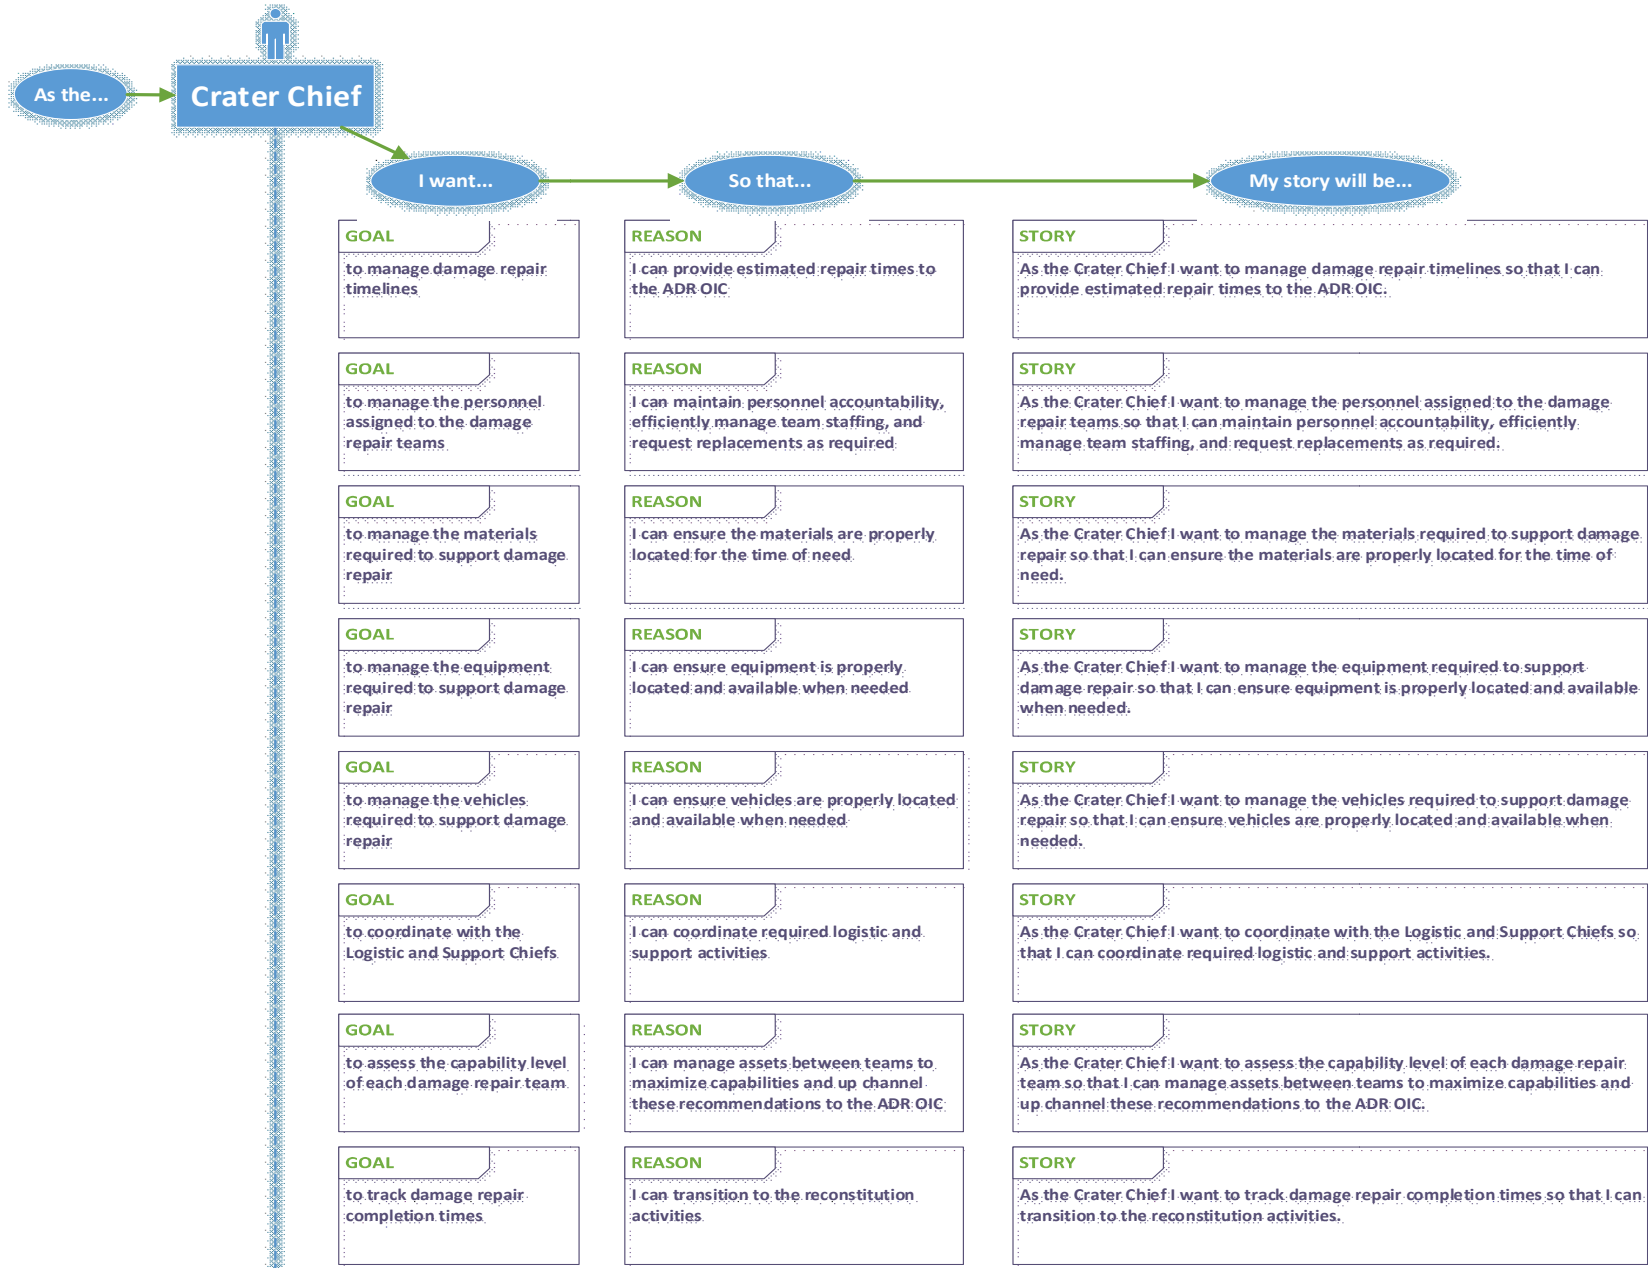 As the...
Crater Chief
I want...
So that...
My story will be...
GOAL
to manage damage repair
timelines
REASON
I can provide estimated repair times to
the ADR OIC
STORY
As the Crater Chief I want to manage damage repair timelines so that I can
provide estimated repair times to the ADR OIC.
GOAL
to manage the personnel
assigned to the damage
repair teams
REASON
I can maintain personnel accountability,
efficiently manage team staffing, and
request replacements as required
STORY
As the Crater Chief I want to manage the personnel assigned to the damage
repair teams so that I can maintain personnel accountability, efficiently
manage team staffing, and request replacements as required.
GOAL
to manage the materials
required to support damage
repair
REASON
I can ensure the materials are properly
located for the time of need
STORY
As the Crater Chief I want to manage the materials required to support damage
repair so that I can ensure the materials are properly located for the time of
need.
GOAL
to manage the equipment
required to support damage
repair
REASON
I can ensure equipment is properly
located and available when needed
STORY
As the Crater Chief I want to manage the equipment required to support
damage repair so that I can ensure equipment is properly located and available
when needed.
GOAL
to manage the vehicles
required to support damage
repair
REASON
I can ensure vehicles are properly located
and available when needed
STORY
As the Crater Chief I want to manage the vehicles required to support damage
repair so that I can ensure vehicles are properly located and available when
needed.
GOAL
to coordinate with the
Logistic and Support Chiefs
REASON
I can coordinate required logistic and
support activities
STORY
As the Crater Chief I want to coordinate with the Logistic and Support Chiefs so
that I can coordinate required logistic and support activities.
GOAL
to assess the capability level
of each damage repair team
REASON
I can manage assets between teams to
maximize capabilities and up channel
these recommendations to the ADR OIC
STORY
As the Crater Chief I want to assess the capability level of each damage repair
team so that I can manage assets between teams to maximize capabilities and
up channel these recommendations to the ADR OIC.
GOAL
to track damage repair
completion times
REASON
I can transition to the reconstitution
activities
STORY
As the Crater Chief I want to track damage repair completion times so that I can
transition to the reconstitution activities.